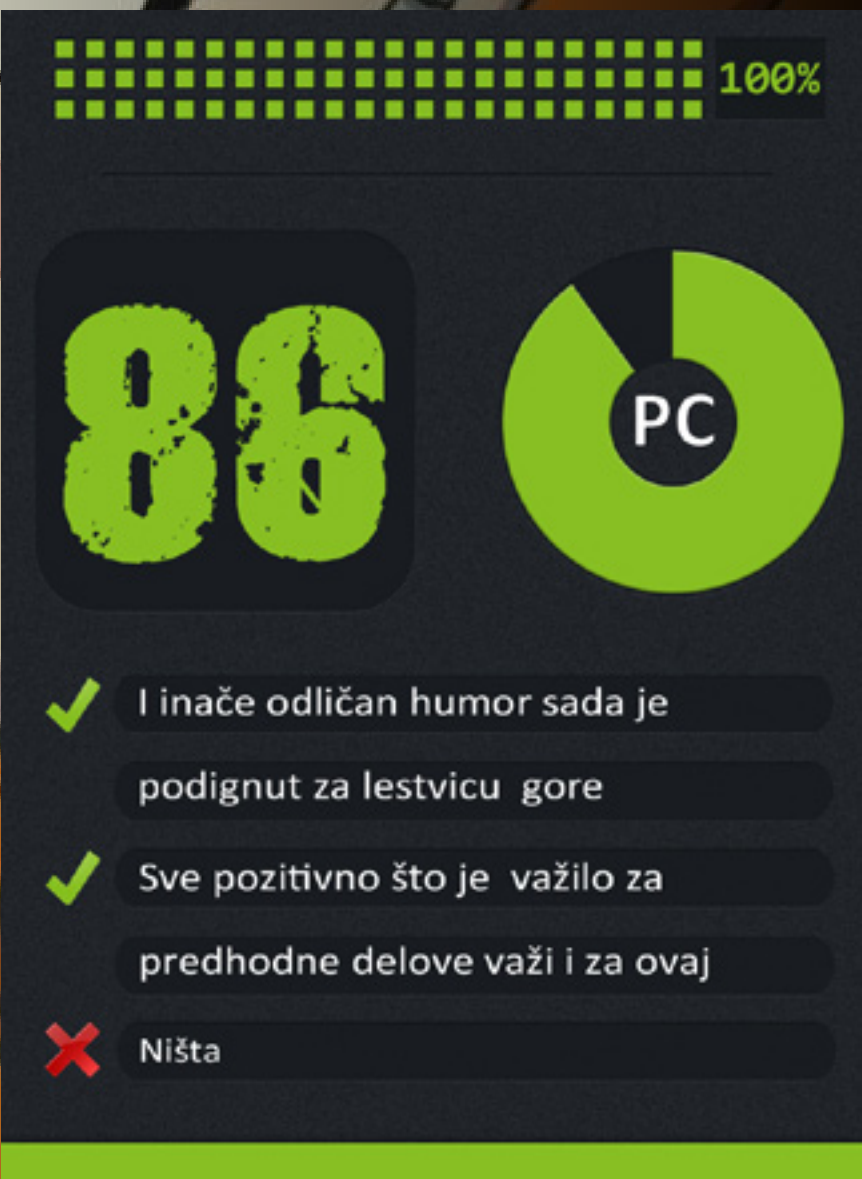 100%
86
PC
I inače odličan humor sada je
podignut za lestvicu gore
Sve pozitivno što je važilo za
predhodne delove važi i za ovaj
Ništa